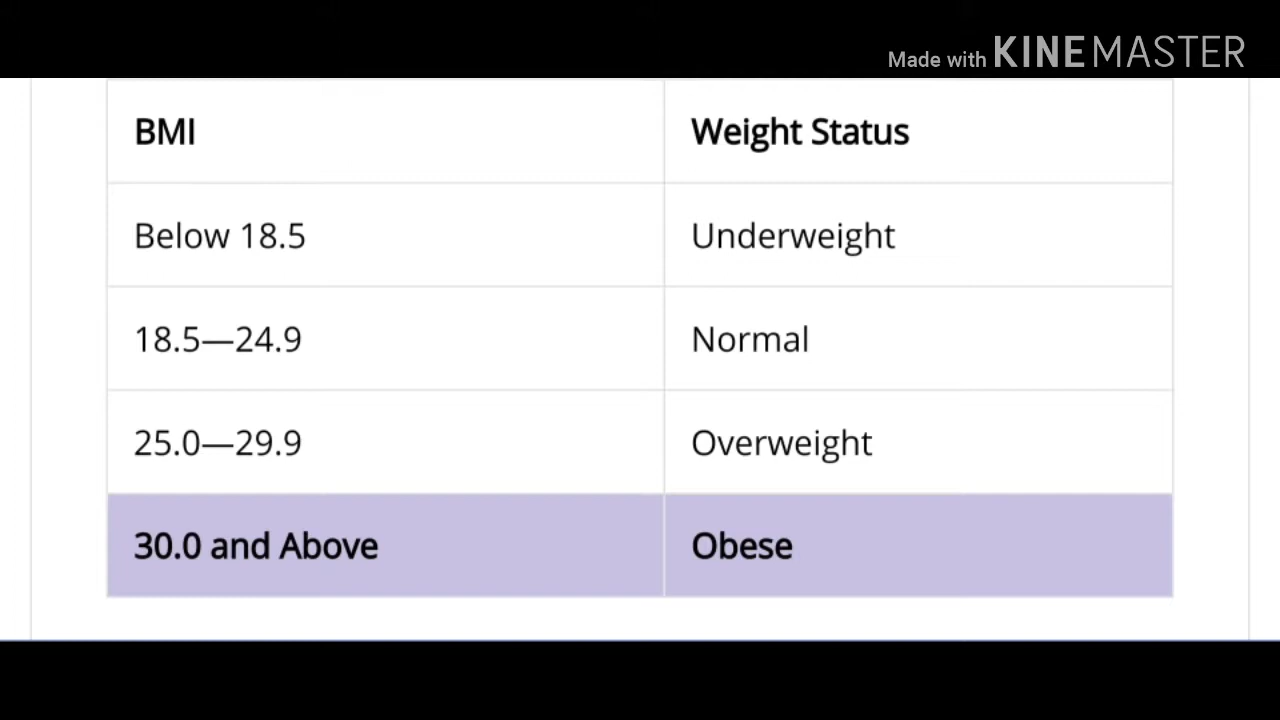 Made with KINEMASTER
BMI Weight Status
Below 18.5 Underweight
18.5—24.9 Normal
25.0—29.9 Overweight
30.0 and Above Obese